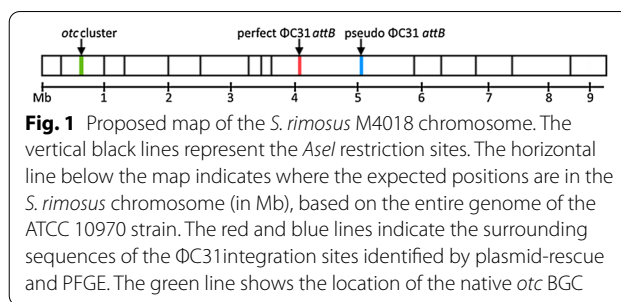 otc cluster perfect ΦC31 attB pseudo ΦC31 attB
Mb 1 2 3 4 5 6 7 8 9
Fig. 1 Proposed map of the S. rimosus M4018 chromosome. The
vertical black lines represent the AseI restriction sites. The horizontal
line below the map indicates where the expected positions are in the
S. rimosus chromosome (in Mb), based on the entire genome of the
ATCC 10970 strain. The red and blue lines indicate the surrounding
sequences of the ΦC31integration sites identified by plasmid-rescue
and PFGE. The green line shows the location of the native otc BGC